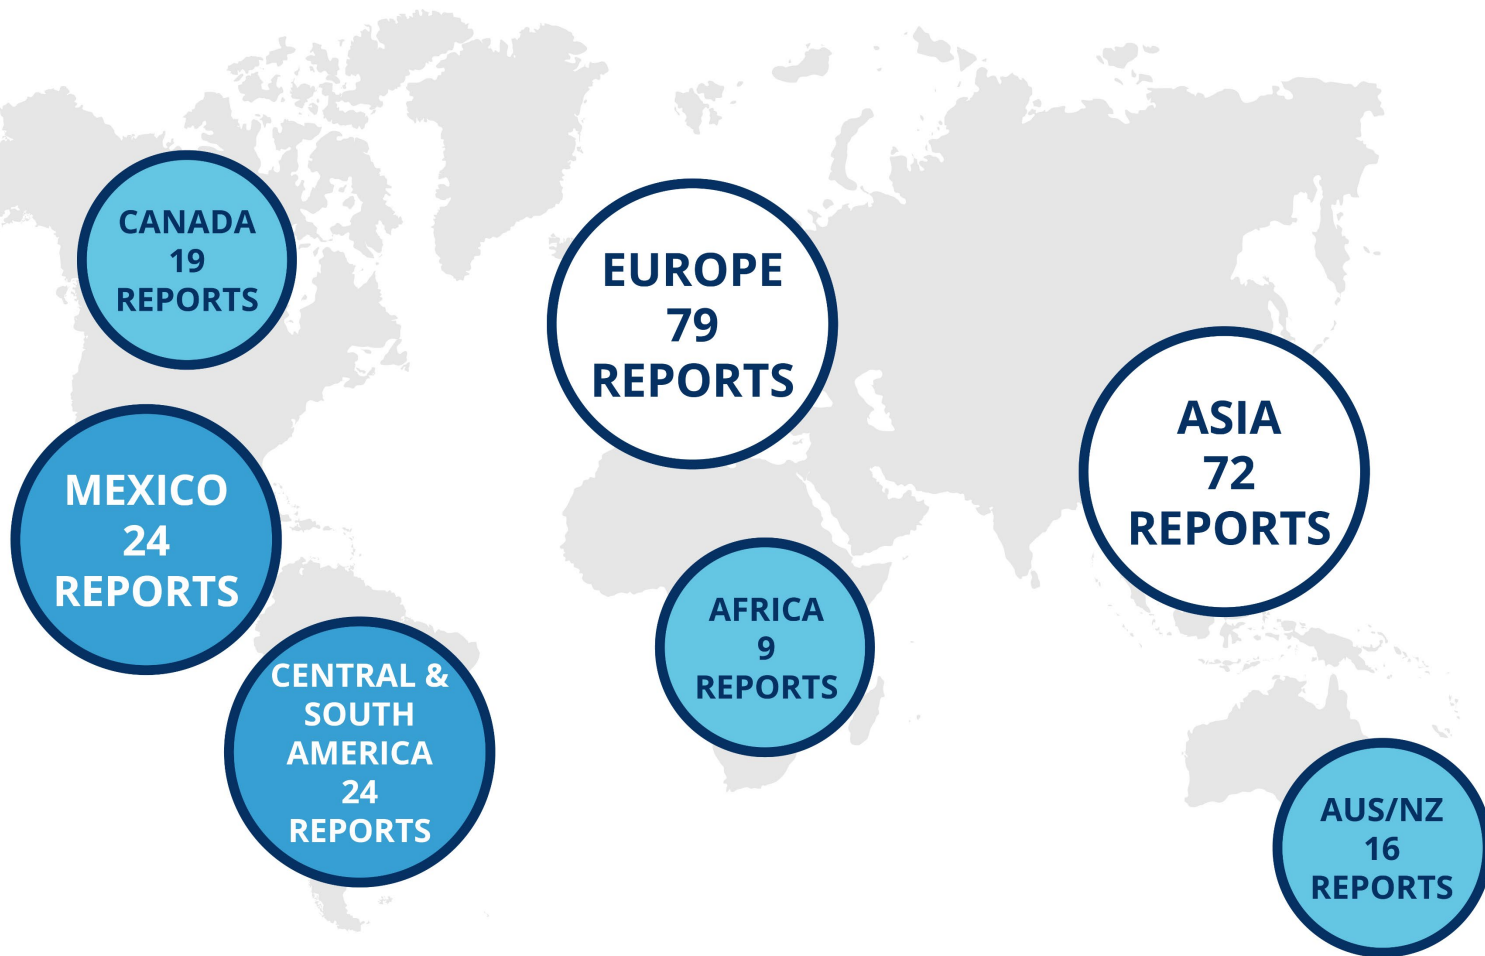 CANADA
19
REPORTS
EUROPE
79
REPORTS
ASIA
72
REPORTS
MEXICO
24
REPORTS
AFRICA
9
REPORTS
CENTRAL &
SOUTH
AMERICA
24
REPORTS
AUS/NZ
16
REPORTS